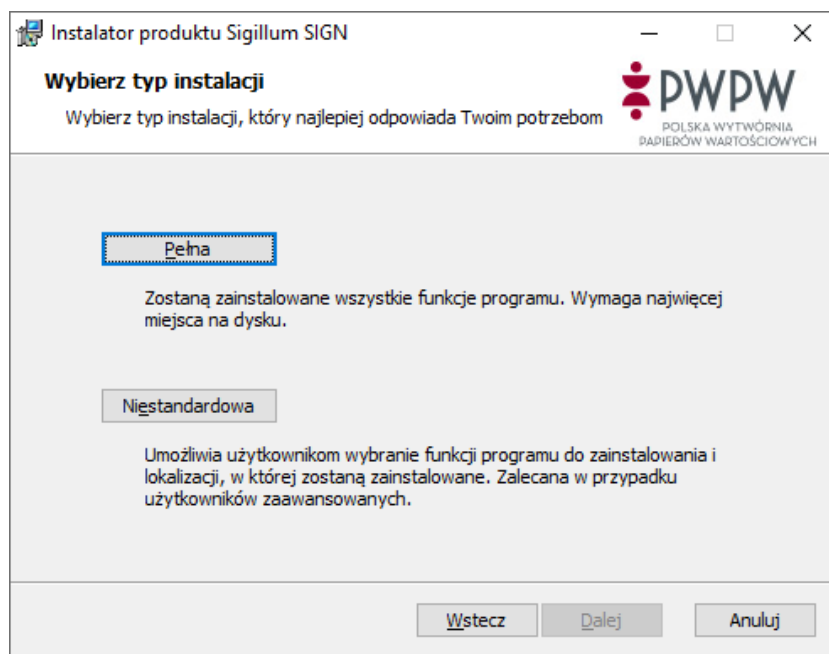 Instalator produktu Sigillum SIGN
Wybierz typ instalacji
Wybierz typ instalacji, który najlepiej odpowiada Twoim potrzebom
PWPW
POLSKA WYTWÓRNIA
PAPIERÓW WARTOŚCIOWYCH
Pełna
Zostaną zainstalowane wszystkie funkcje programu. Wymaga najwięcej
miejsca na dysku.
Niestandardowa
Umożliwia użytkownikom wybranie funkcji programu do zainstalowania i
lokalizacji, w której zostaną zainstalowane. Zalecana w przypadku
użytkowników zaawansowanych.
Wstecz Dalej Anuluj